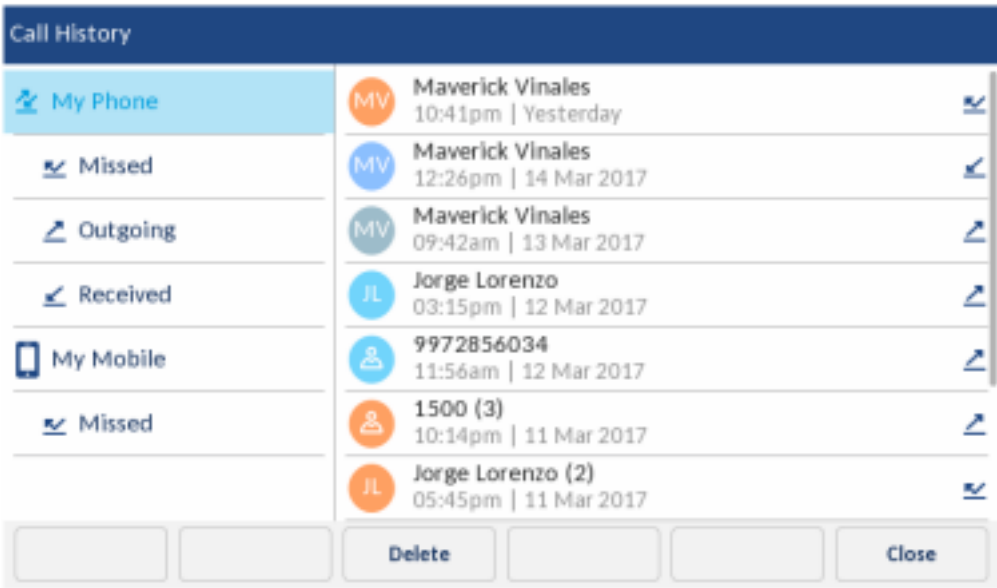 Call History
My Phone
Missed
Outgoing
Received
My Mobile
Missed
MV
Maverick Vinales
10:41pm | Yesterday
MV
Maverick Vinales
12:26pm | 14 Mar 2017
MV
Maverick Vinales
09:42am | 13 Mar 2017
JL
Jorge Lorenzo
03:15pm | 12 Mar 2017
9972856034
11:56am | 12 Mar 2017
1500 (3)
10:14pm | 11 Mar 2017
JL
Jorge Lorenzo (2)
05:45pm | 11 Mar 2017
Delete
Close